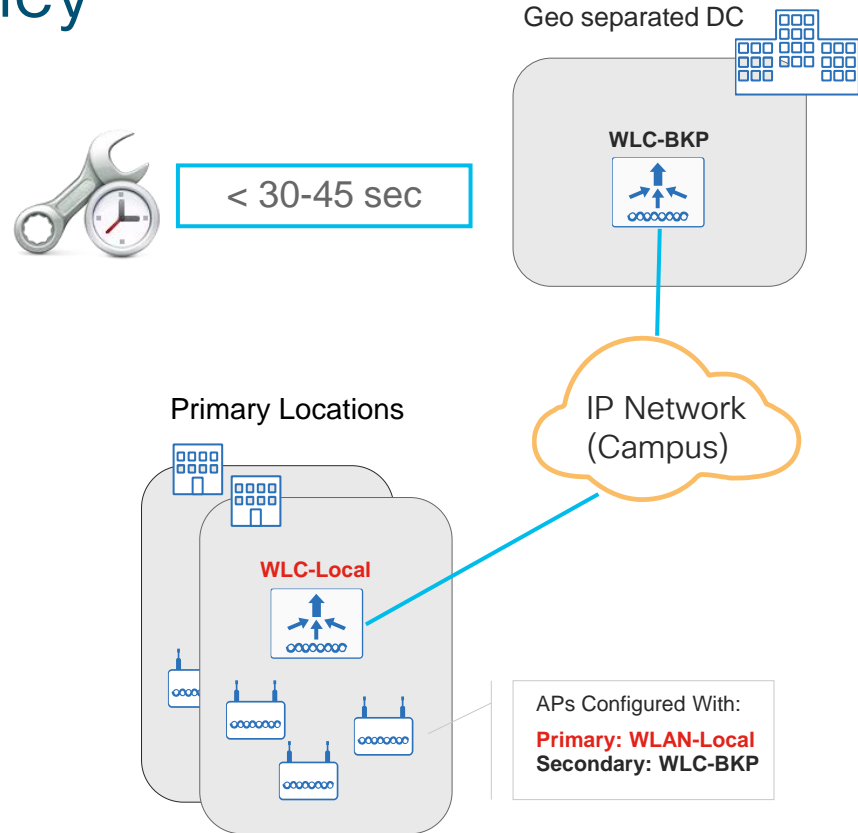 Geo separated DC
WLC-BKP
< 30-45 sec
IP Network
(Campus)
Primary Locations
WLC-Local
APs Configured With:
Primary: WLAN-Local
Secondary: WLC-BKP